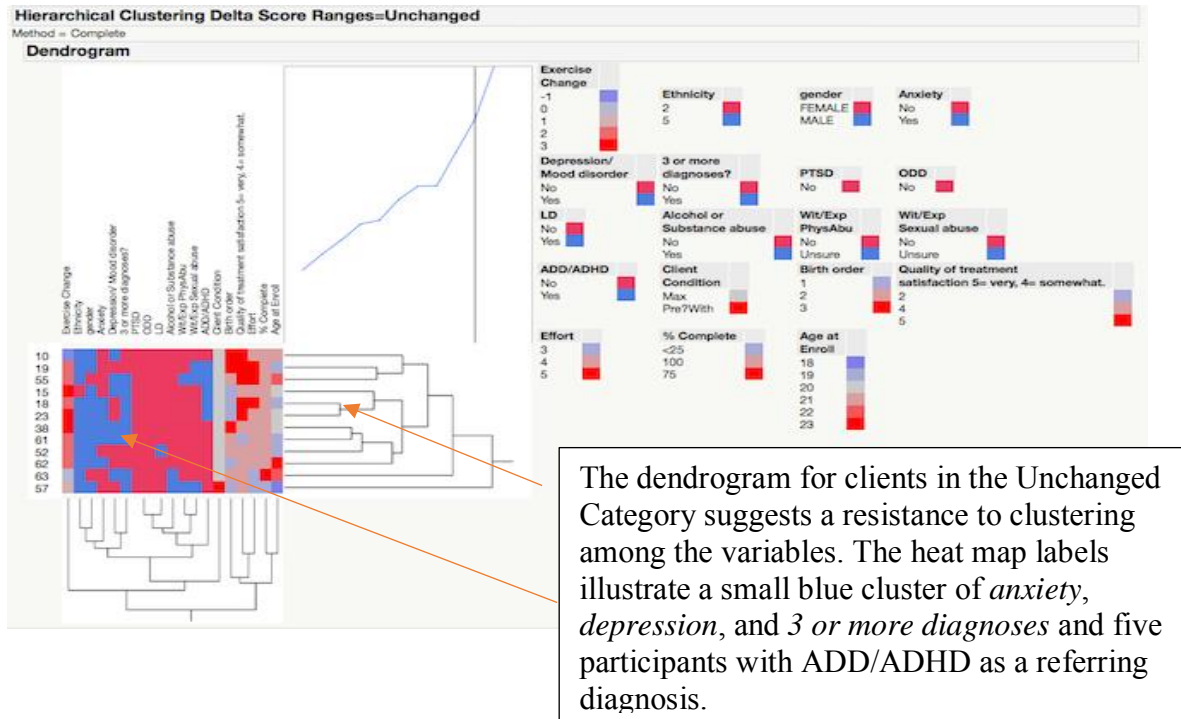 Hierarchical Clustering Delta Score Ranges=Unchanged
Method = Complete
Dendrogram
Exercise Change
Ethnicity
gender
Anxiety
Depression/ Mood disorder
3 or more diagnoses?
PTSD
ODD
LD
Alcohol or Substance abuse
Wit/Exp PhysAbu
Wit/Exp Sexual abuse
ADD/ADHD
Client Condition
Birth order
Quality of treatment satisfaction 5= very, 4= somewhat.
Effort
% Complete
Age at Enroll
10
19
55
15
18
23
38
61
52
62
63
57
Exercise
Change
-1
0
1
2
3
Ethnicity
2
5
gender
FEMALE
MALE
Anxiety
No
Yes
Depression/
Mood disorder
No
Yes
3 or more
diagnoses?
No
Yes
PTSD
No
ODD
No
LD
No
Yes
Alcohol or
Substance abuse
No
Yes
Wit/Exp
PhysAbu
No
Unsure
Wit/Exp
Sexual abuse
No
Unsure
ADD/ADHD
No
Yes
Client
Condition
Max
Pre?With
Birth order
1
2
3
Quality of treatment
satisfaction 5= very, 4= somewhat.
2
4
5
Effort
3
4
5
% Complete
<25
100
75
Age at
Enroll
18
19
20
21
22
23
The dendrogram for clients in the Unchanged
Category suggests a resistance to clustering
among the variables. The heat map labels
illustrate a small blue cluster of anxiety,
depression, and 3 or more diagnoses and five
participants with ADD/ADHD as a referring
diagnosis.